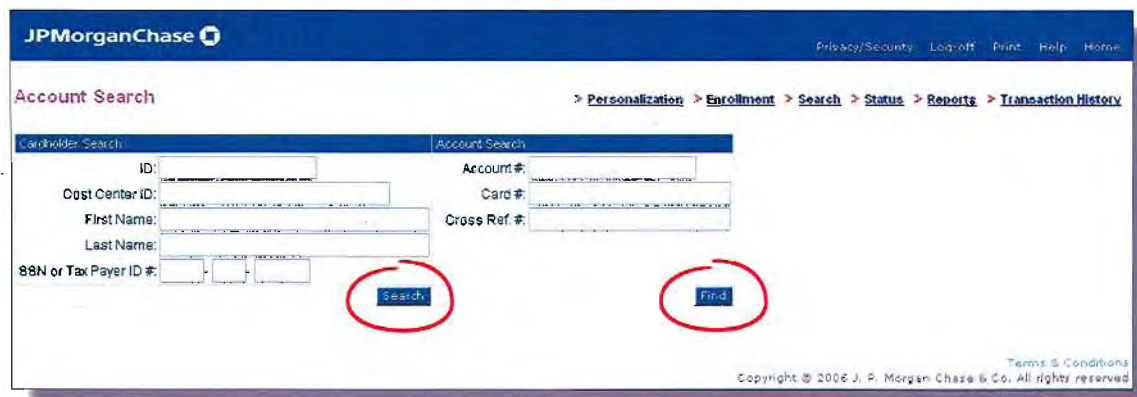 JPMorganChase
Privacy/Security Log-off Print Help Home
Account Search
> Personalization > Enrollment > Search > Status > Reports > Transaction History
Cardholder Search
ID:
Cost Center ID:
First Name:
Last Name:
SSN or Tax Payer ID #:
- -
Search
Account Search
Account #:
Card #:
Cross Ref. #:
Find
Terms & Conditions
Copyright © 2006 J. P. Morgan Chase & Co. All rights reserved